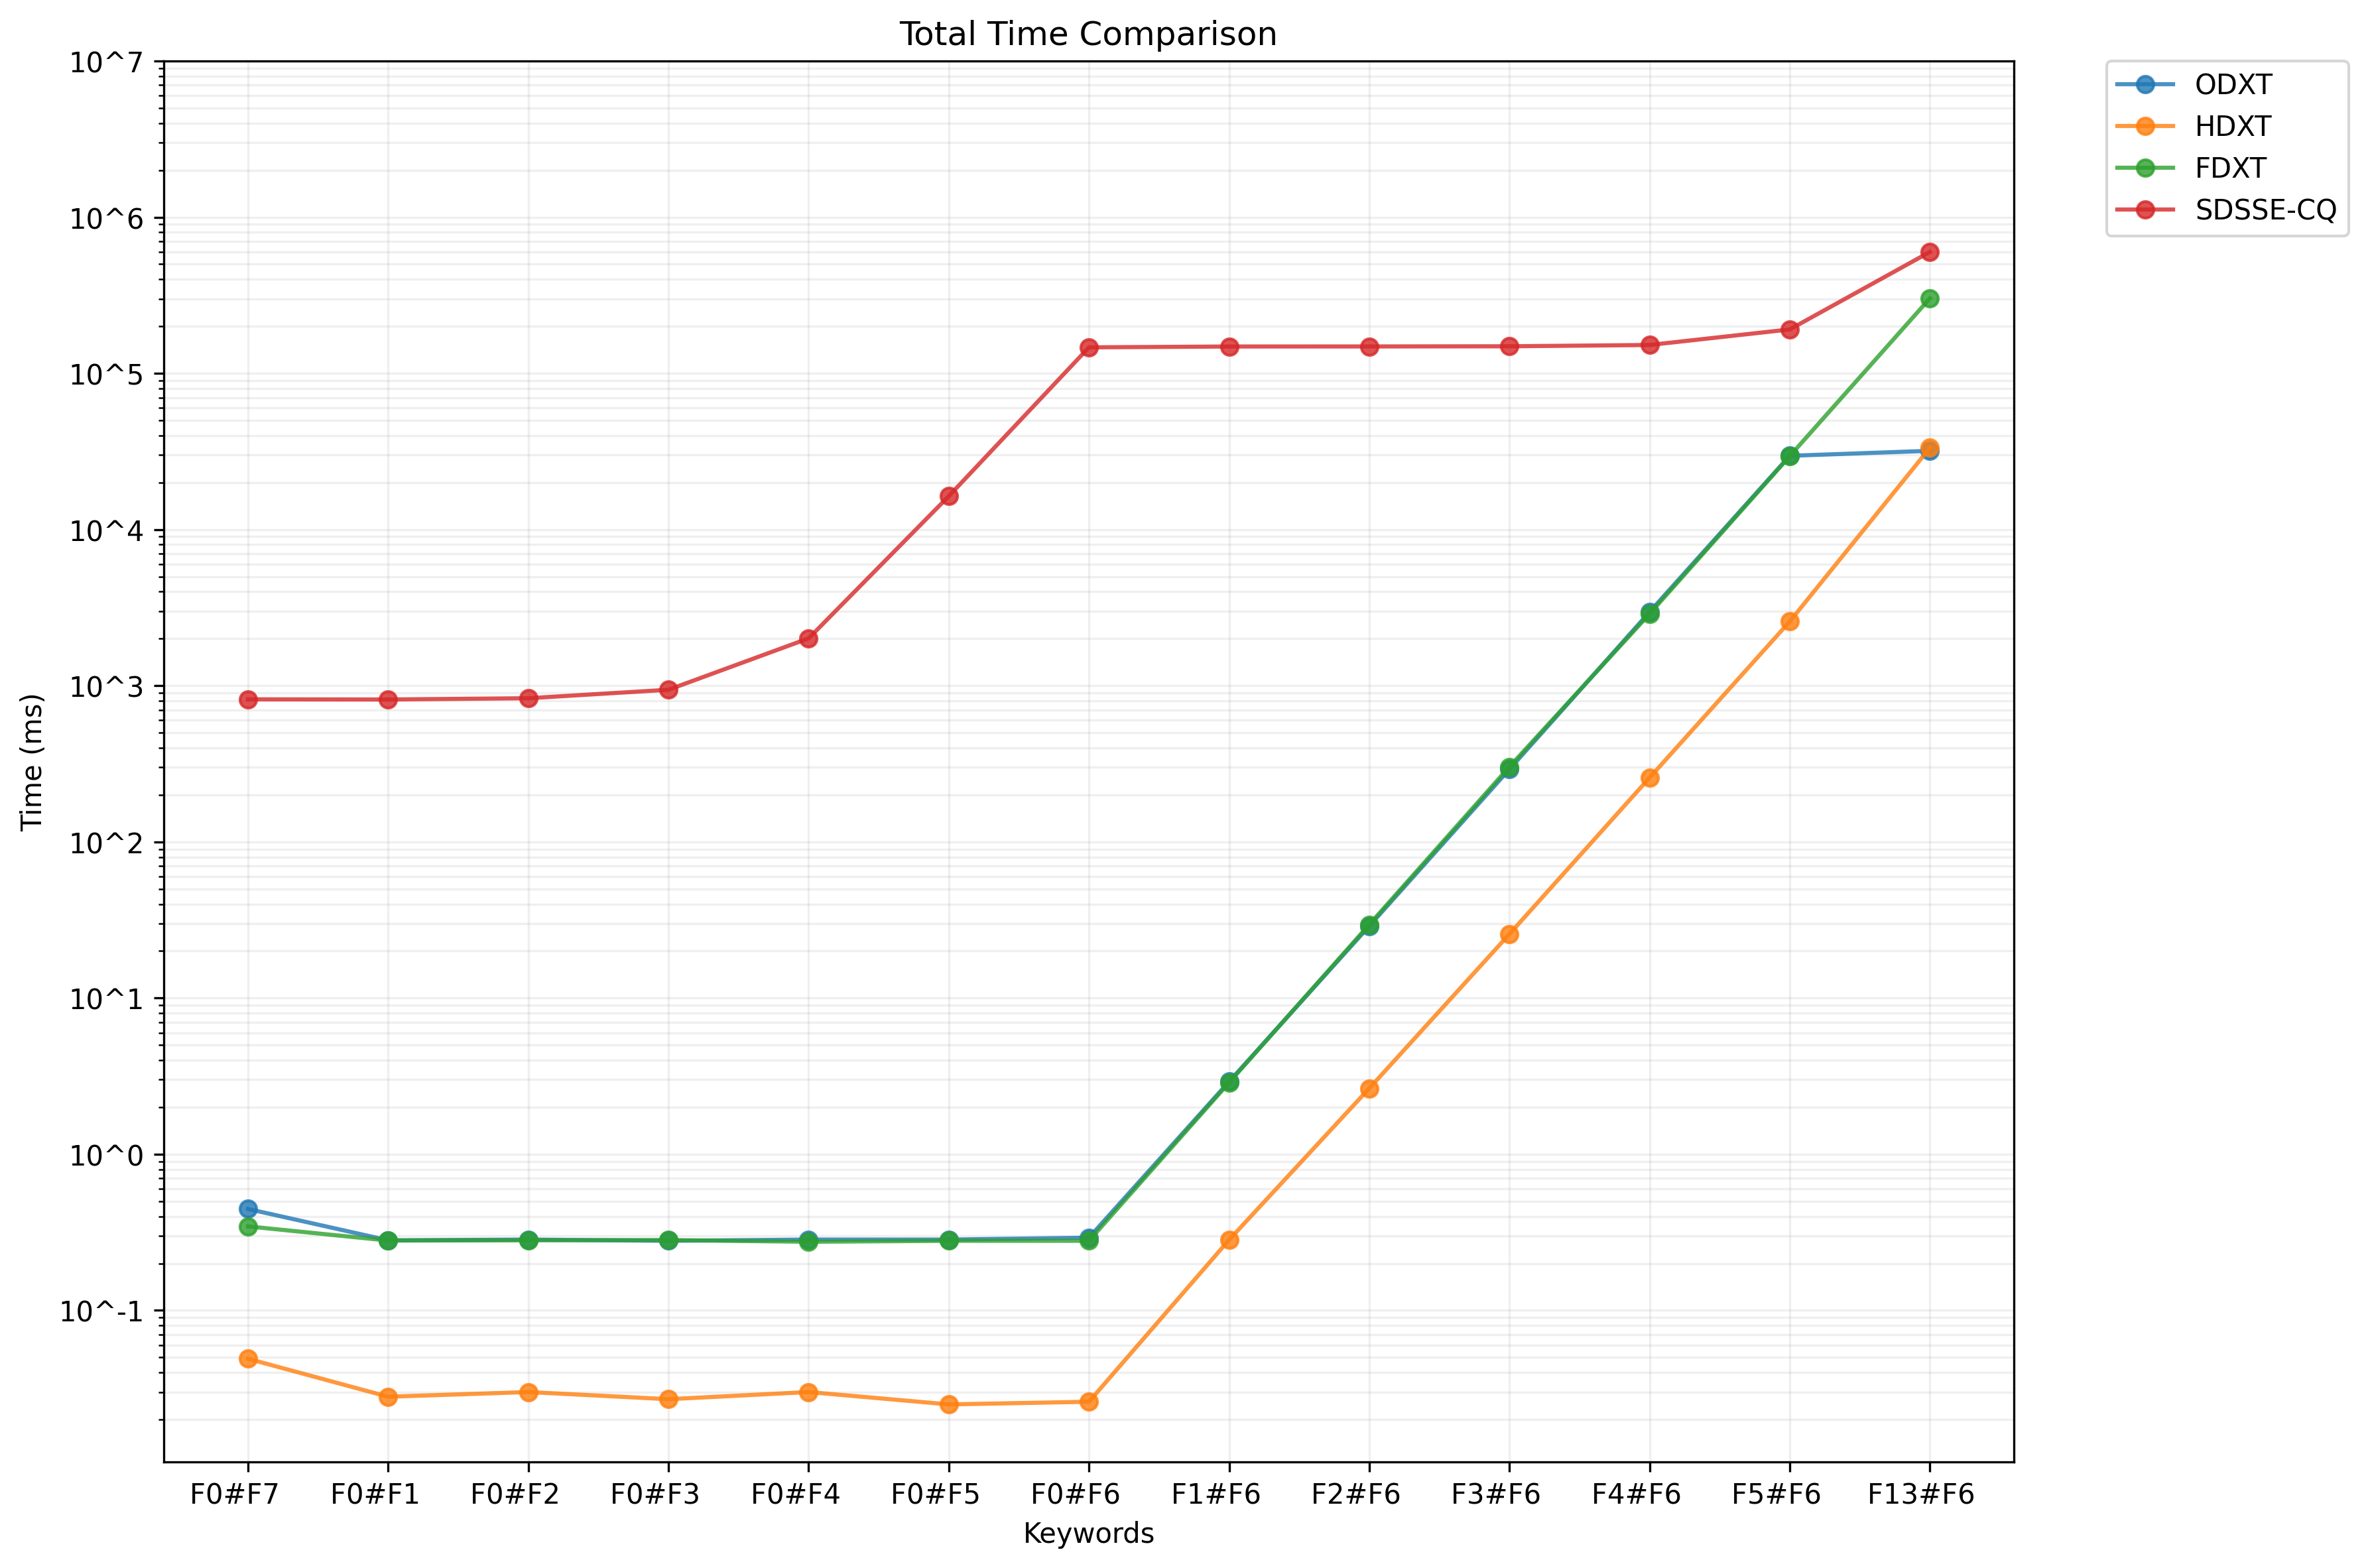 Total Time Comparison
10^7
10^6
10^5
10^4
10^3
10^2
10^1
10^0
10^-1
Time (ms)
F0#F7 F0#F1 F0#F2 F0#F3 F0#F4 F0#F5 F0#F6 F1#F6 F2#F6 F3#F6 F4#F6 F5#F6 F13#F6
Keywords
ODXT
HDXT
FDXT
SDSSE-CQ